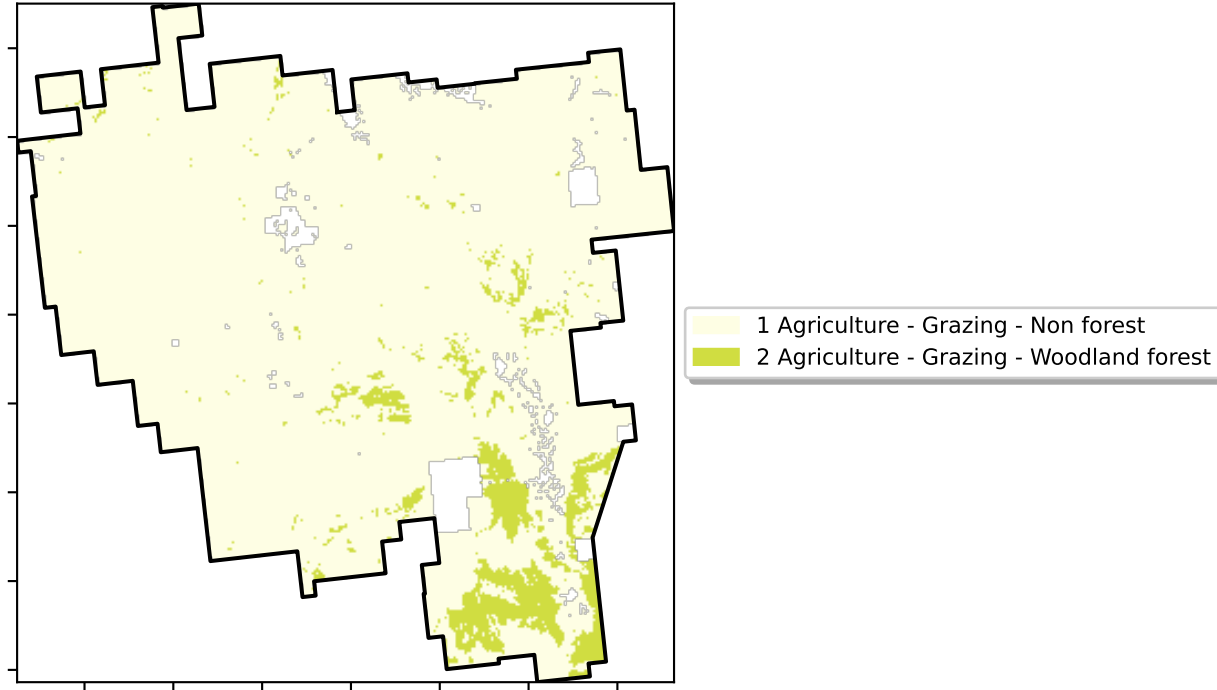 1 Agriculture - Grazing - Non forest
2 Agriculture - Grazing - Woodland forest